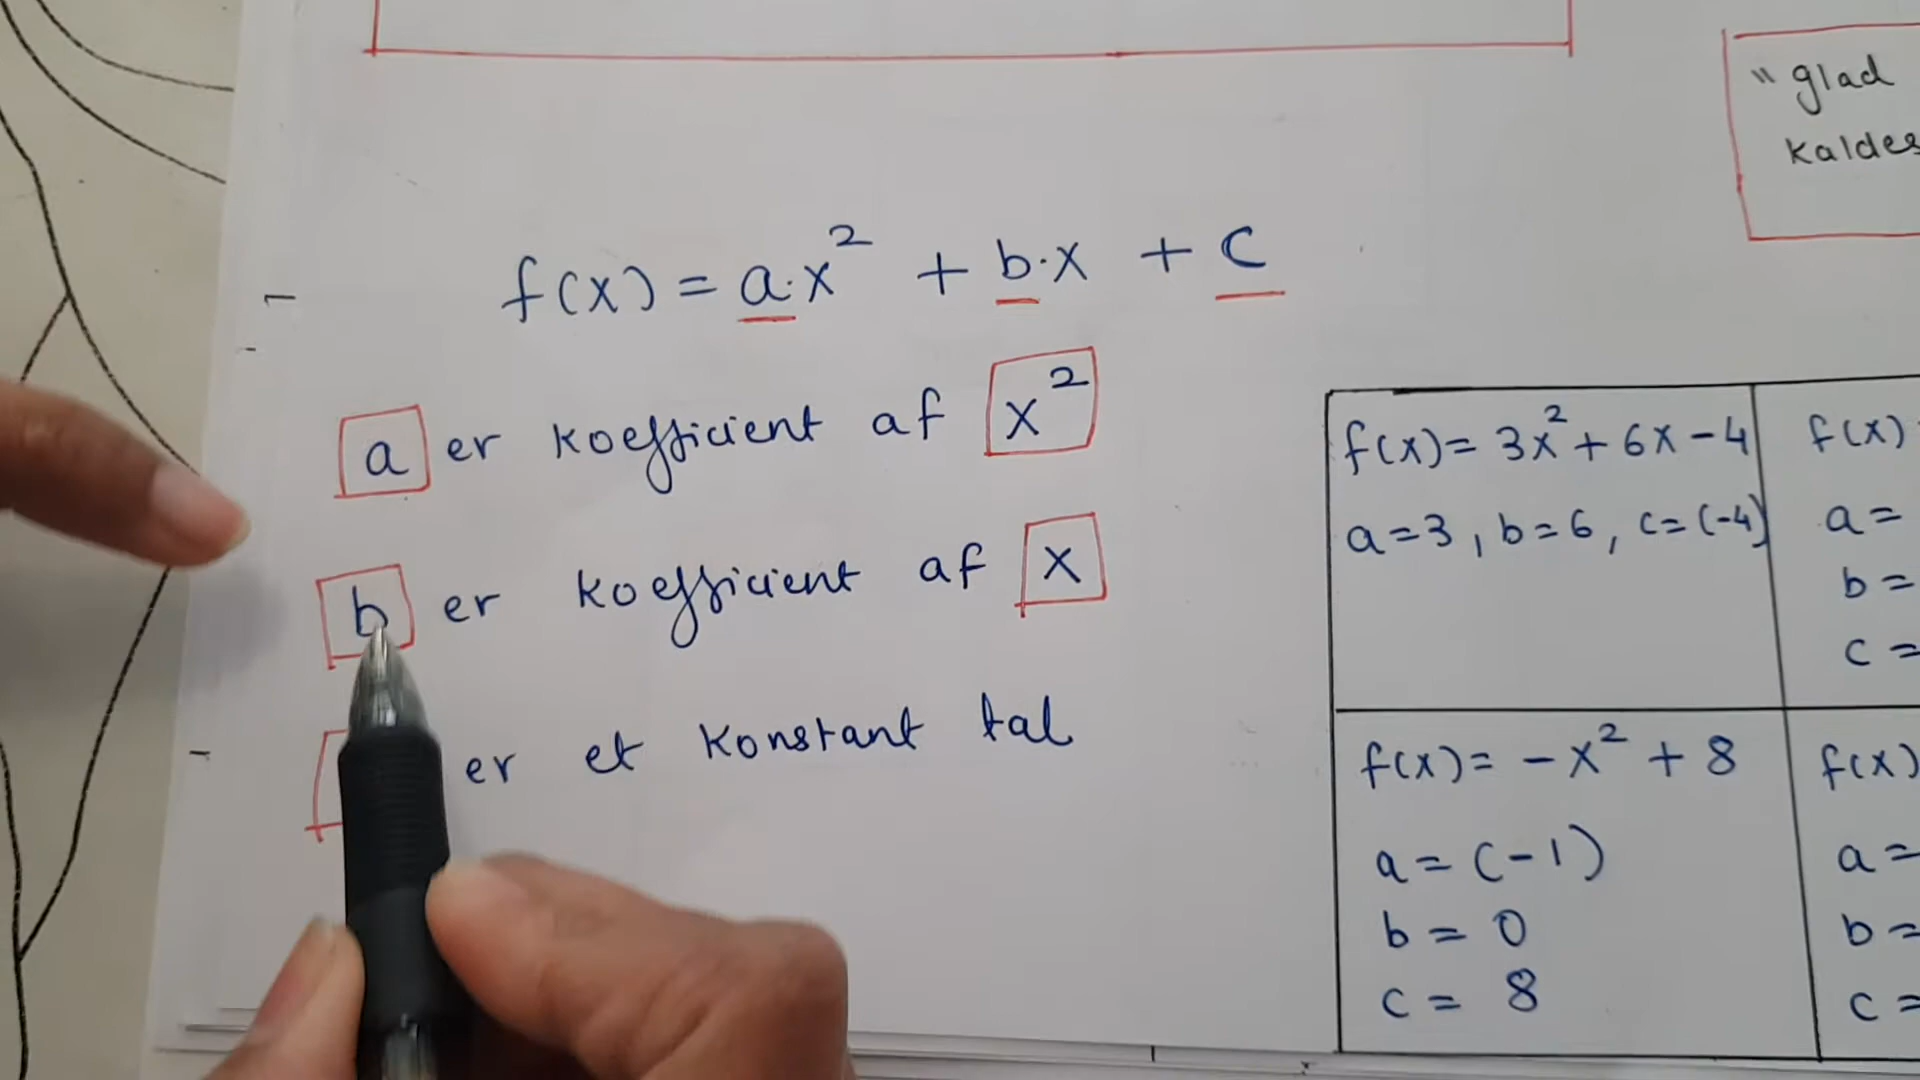 "glad
kaldes
f(x) = a·x² + b·x + c
a er koefficient af x²
b er koefficient af x
er et konstant tal
f(x) = 3x² + 6x - 4
a = 3, b = 6, c = (-4)
f(x)
a =
b =
c =
f(x) = -x² + 8
a = (-1)
b = 0
c = 8
f(x)
a =
b =
c =